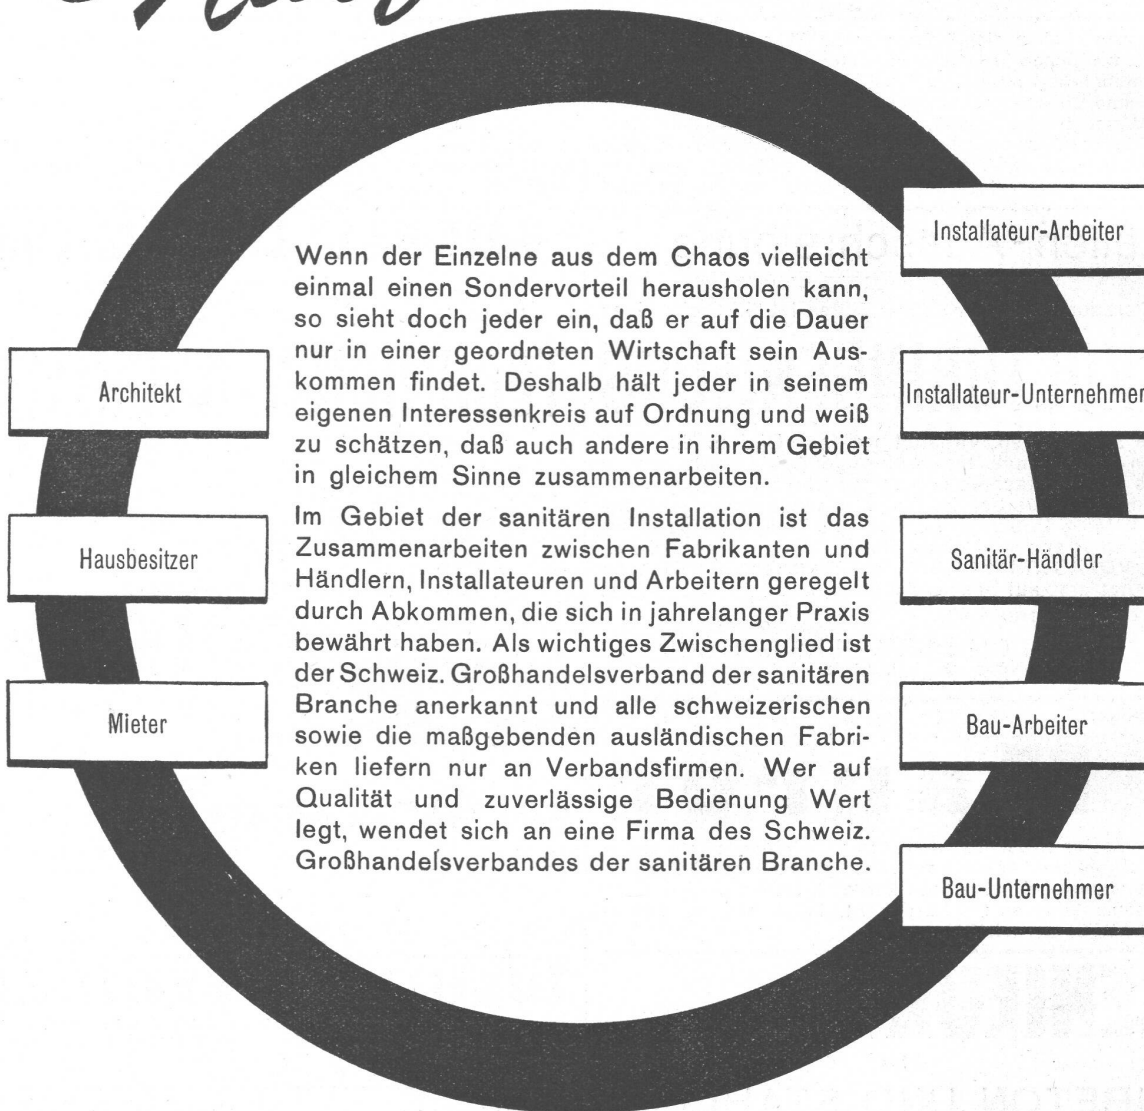 Architekt
Hausbesitzer
Mieter
Wenn der Einzelne aus dem Chaos vielleicht
einmal einen Sondervorteil herausholen kann,
so sieht doch jeder ein, daß er auf die Dauer
nur in einer geordneten Wirtschaft sein Aus-
kommen findet. Deshalb hält jeder in seinem
eigenen Interessenkreis auf Ordnung und weiß
zu schätzen, daß auch andere in ihrem Gebiet
in gleichem Sinne zusammenarbeiten.
Im Gebiet der sanitären Installation ist das
Zusammenarbeiten zwischen Fabrikanten und
Händlern, Installateuren und Arbeitern geregelt
durch Abkommen, die sich in jahrelanger Praxis
bewährt haben. Als wichtiges Zwischenglied ist
der Schweiz. Großhandelsverband der sanitären
Branche anerkannt und alle schweizerischen
sowie die maßgebenden ausländischen Fabri-
ken liefern nur an Verbandsfirmen. Wer auf
Qualität und zuverlässige Bedienung Wert
legt, wendet sich an eine Firma des Schweiz.
Großhandelsverbandes der sanitären Branche.
Installateur-Arbeiter
Installateur-Unternehmer
Sanitär-Händler
Bau-Arbeiter
Bau-Unternehmer